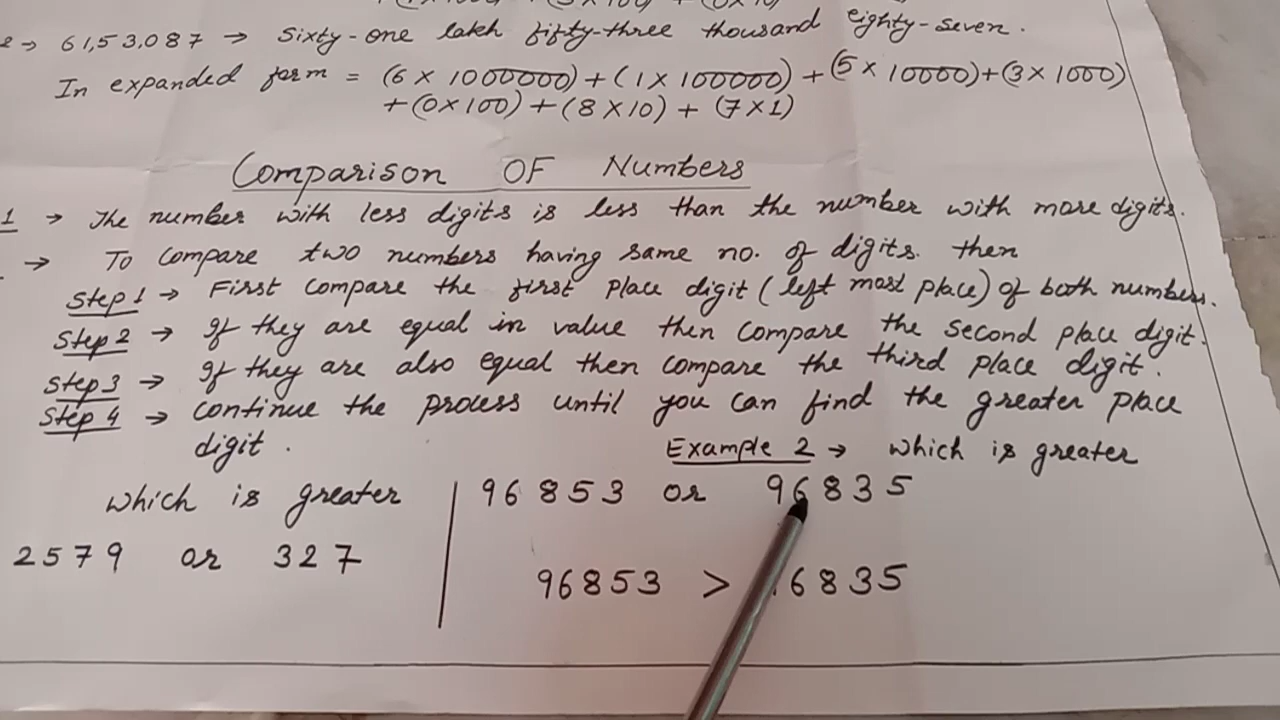 2 → 61,53,087 → Sixty-one lakh fifty-three thousand eighty-seven.
In expanded form = (6 × 1000000) + (1 × 100000) + (5 × 10000) + (3 × 1000)
+ (0×100) + (8×10) + (7×1)
Comparison OF Numbers
1 → The number with less digits is less than the number with more digits.
→ To compare two numbers having same no. of digits. then
Step 1 → First compare the first place digit (left most place) of both numbers.
Step 2 → If they are equal in value then compare the second place digit.
Step 3 → If they are also equal then compare the third place digit.
Step 4 → continue the process until you can find the greater place
digit.
Example 2 → which is greater
which is greater
96853 or 96835
2579 or 327
96853 > 6835